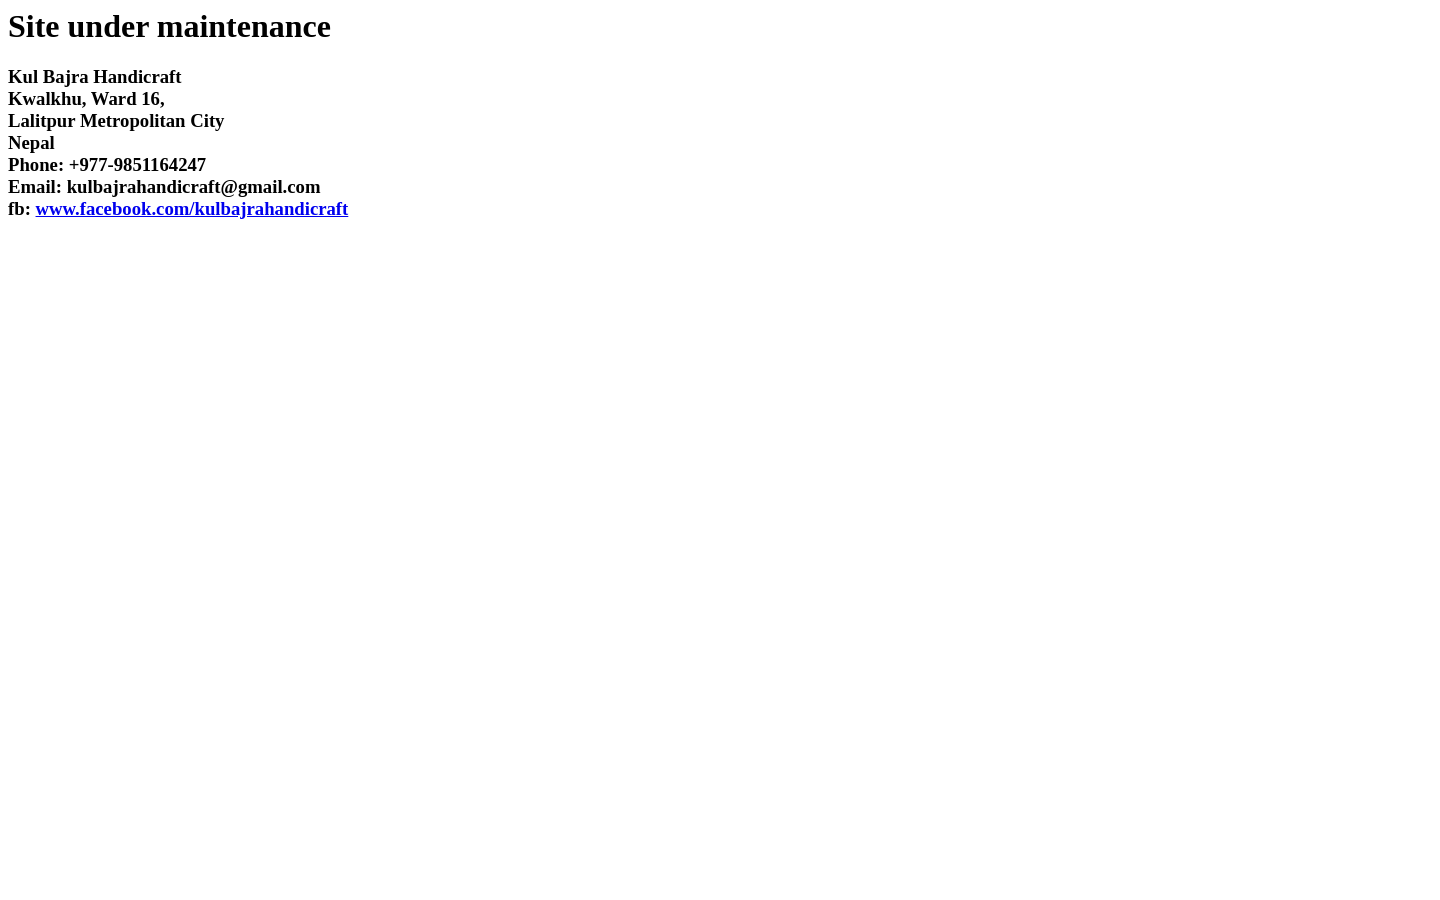 Site under maintenance
Kul Bajra Handicraft
Kwalkhu, Ward 16,
Lalitpur Metropolitan City
Nepal
Phone: +977-9851164247
Email: kulbajrahandicraft@gmail.com
fb: www.facebook.com/kulbajrahandicraft